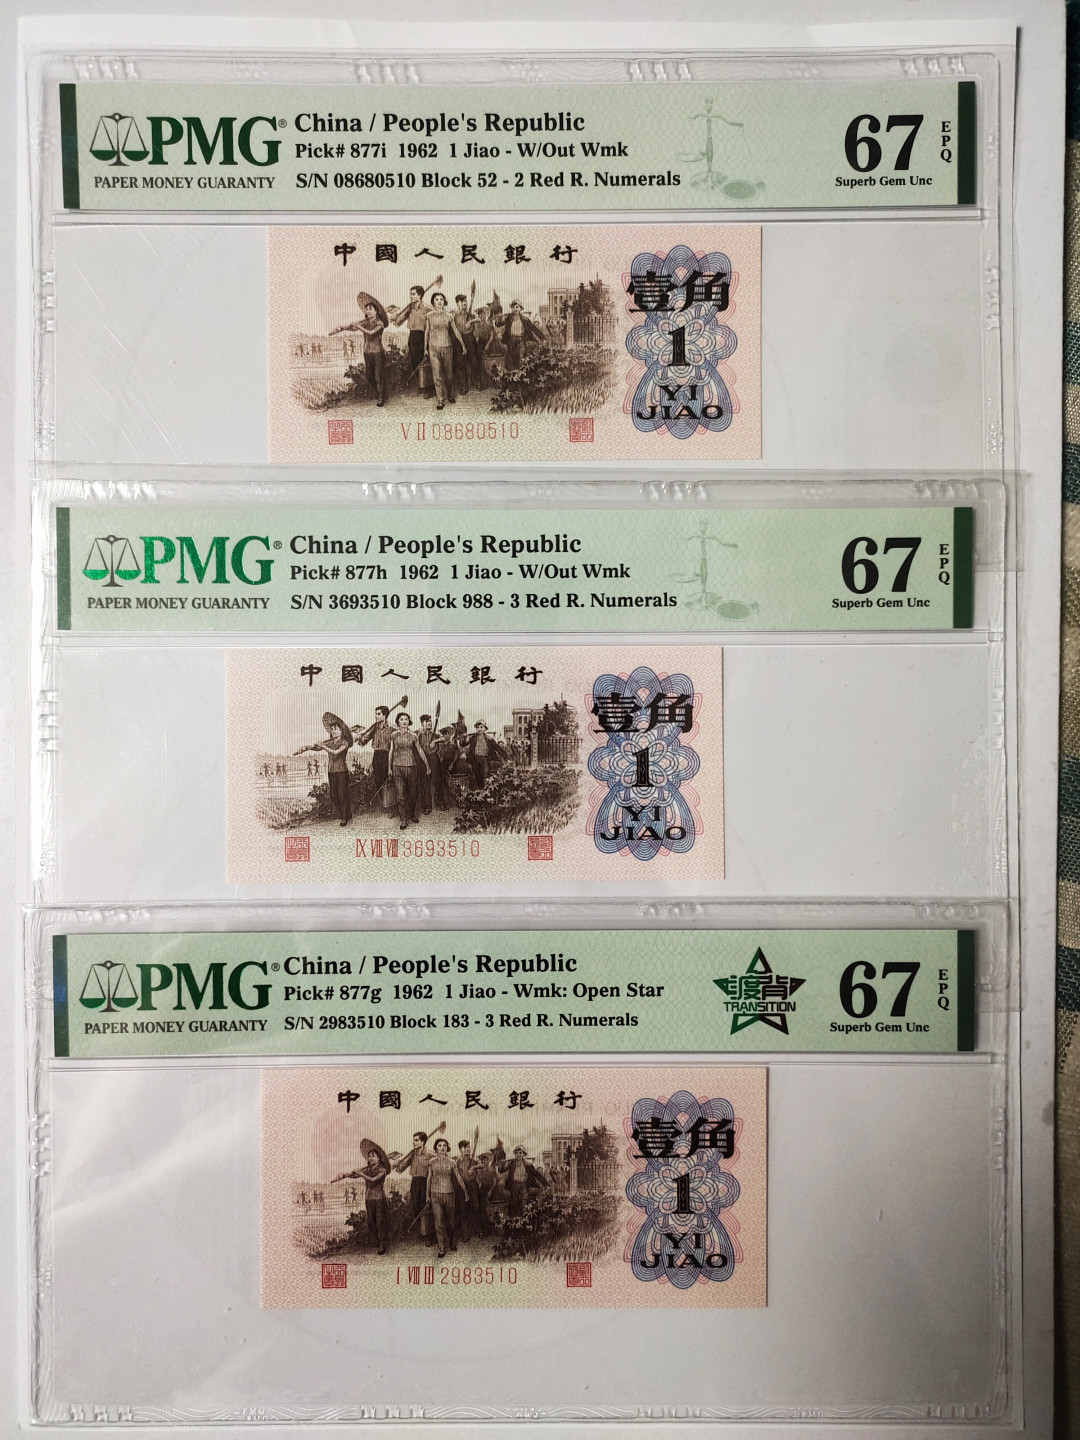 PMG®
PAPER MONEY GUARANTY
China / People's Republic
Pick# 877i 1962 1 Jiao - W/Out Wmk
S/N 08680510 Block 52 - 2 Red R. Numerals
67 EPQ
Superb Gem Unc
中國人民銀行
壹角
1
YI
JIAO
V II 08680510
PMG®
PAPER MONEY GUARANTY
China / People's Republic
Pick# 877h 1962 1 Jiao - W/Out Wmk
S/N 3693510 Block 988 - 3 Red R. Numerals
67 EPQ
Superb Gem Unc
中國人民銀行
壹角
1
YI
JIAO
IX VIII VIII 3693510
PMG®
PAPER MONEY GUARANTY
China / People's Republic
Pick# 877g 1962 1 Jiao - Wmk: Open Star
S/N 2983510 Block 183 - 3 Red R. Numerals
背渡
TRANSITION
67 EPQ
Superb Gem Unc
中國人民銀行
壹角
1
YI
JIAO
I VIII III 2983510